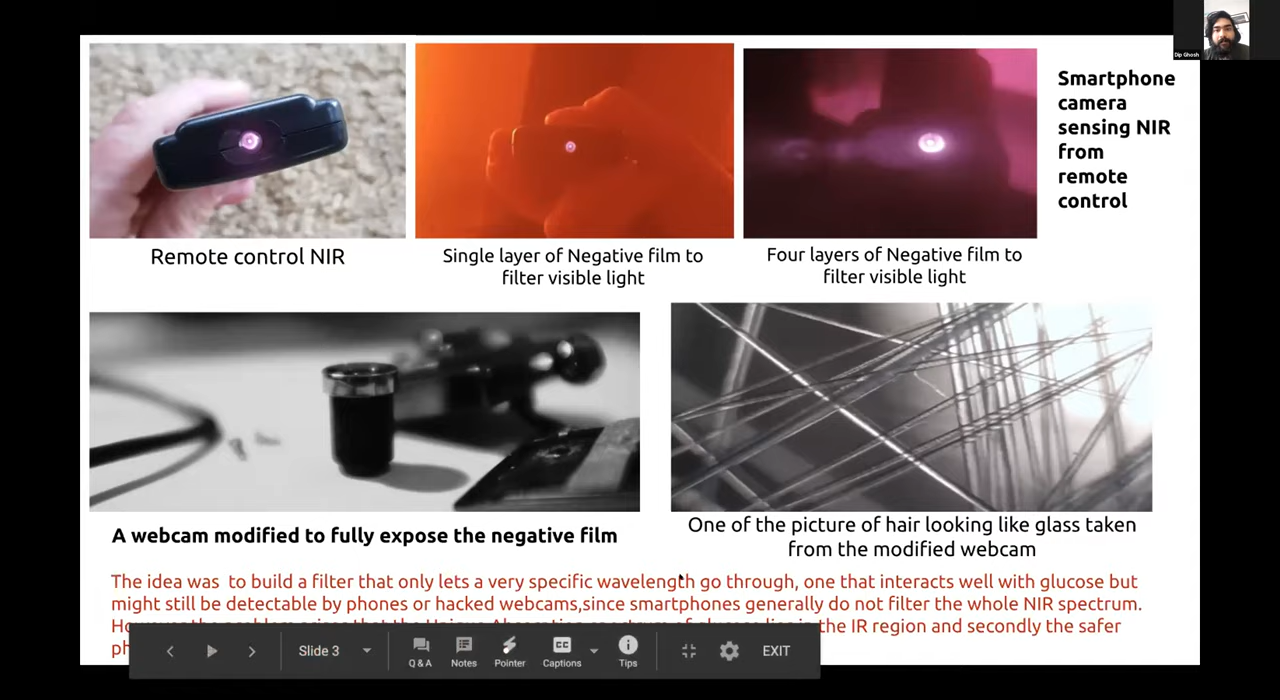 Dip Ghosh
Smartphone
camera
sensing NIR
from
remote
control
Remote control NIR
Single layer of Negative film to
filter visible light
Four layers of Negative film to
filter visible light
A webcam modified to fully expose the negative film
One of the picture of hair looking like glass taken
from the modified webcam
The idea was to build a filter that only lets a very specific wavelength go through, one that interacts well with glucose but
might still be detectable by phones or hacked webcams,since smartphones generally do not filter the whole NIR spectrum.
the IR region and secondly the safer
Slide 3
Q & A
Notes
Pointer
CC
Captions
Tips
EXIT